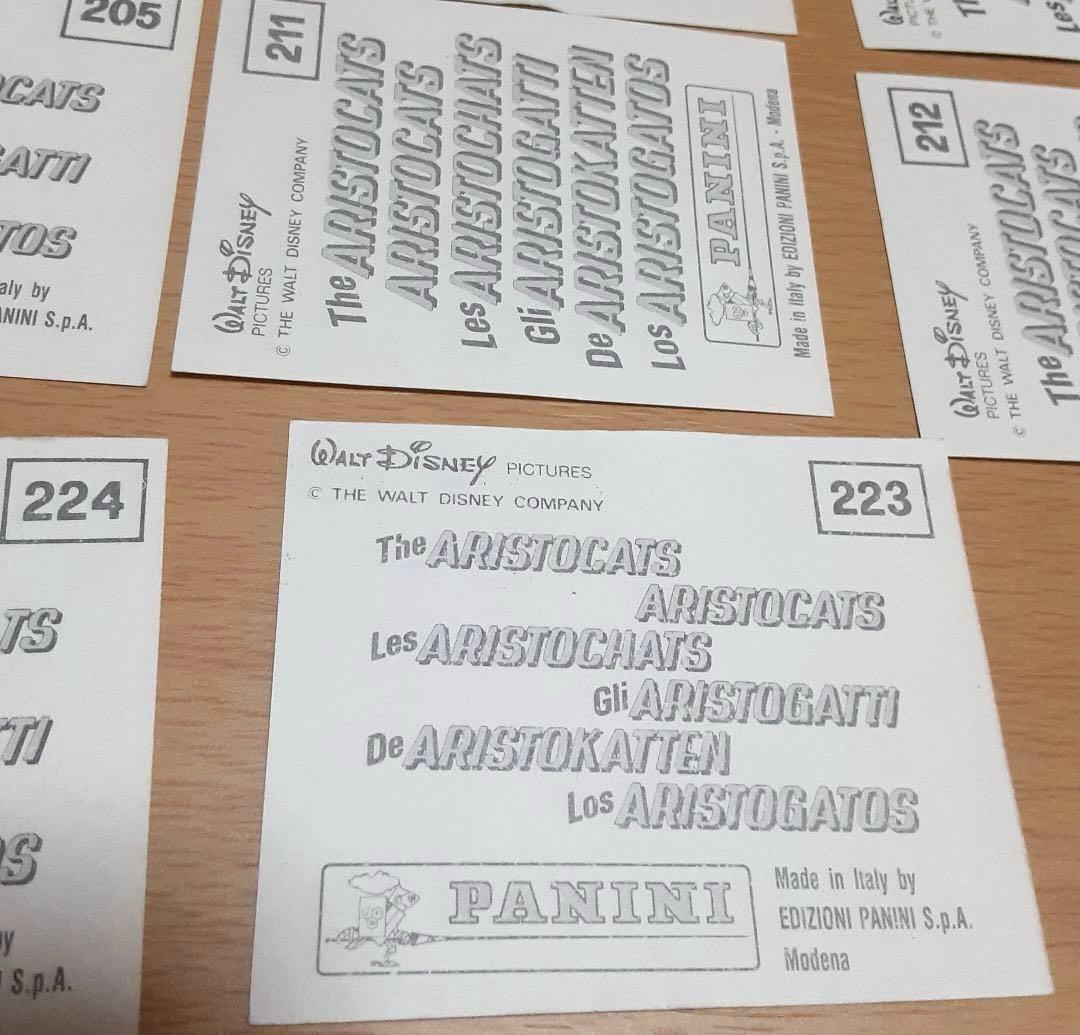 205
CATS
ATTI
TOS
by
S.p.A.
211
WALT DISNEY
PICTURES
© THE WALT DISNEY COMPANY
The ARISTOCATS
ARISTOCATS
Les ARISTOCHATS
Gli ARISTOGATTI
De ARISTOKATTEN
Los ARISTOGATOS
PANINI
Made in Italy by EDIZIONI PANINI S.p.A. - Modena
212
WALT DISNEY
PICTURES
© THE WALT DISNEY COMPANY
The ARISTOCATS
ARISTOCATS
224
TS
TI
S
S.p.A.
WALT DISNEY PICTURES
© THE WALT DISNEY COMPANY
223
The ARISTOCATS
ARISTOCATS
Les ARISTOCHATS
Gli ARISTOGATTI
De ARISTOKATTEN
Los ARISTOGATOS
PANINI
Made in Italy by
EDIZIONI PANINI S.p.A.
Modena